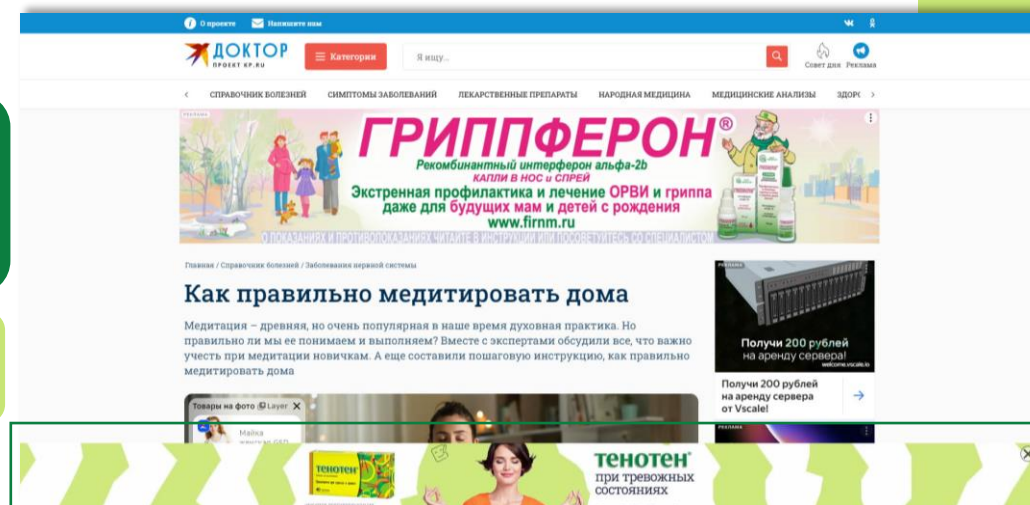 О проекте Напишите нам
ДОКТОР
ПРОЕКТ KP.RU
Категории
Я ищу...
Совет дня Реклама
СПРАВОЧНИК БОЛЕЗНЕЙ СИМПТОМЫ ЗАБОЛЕВАНИЙ ЛЕКАРСТВЕННЫЕ ПРЕПАРАТЫ НАРОДНАЯ МЕДИЦИНА МЕДИЦИНСКИЕ АНАЛИЗЫ ЗДОР
РЕКЛАМА
ГРИППФЕРОН®
Рекомбинантный интерферон альфа-2b
КАПЛИ В НОС и СПРЕЙ
Экстренная профилактика и лечение ОРВИ и гриппа
даже для будущих мам и детей с рождения
www.firnm.ru
О ПОКАЗАНИЯХ И ПРОТИВОПОКАЗАНИЯХ ЧИТАЙТЕ В ИНСТРУКЦИИ ИЛИ ПОСОВЕТУЙТЕСЬ СО СПЕЦИАЛИСТОМ
Главная / Справочник болезней / Заболевания нервной системы
Как правильно медитировать дома
Медитация – древняя, но очень популярная в наше время духовная практика. Но
правильно ли мы ее понимаем и выполняем? Вместе с экспертами обсудили все, что важно
учесть при медитации новичкам. А еще составили пошаговую инструкцию, как правильно
медитировать дома
РЕКЛАМА
Получи 200 рублей
на аренду сервера!
welcome.vscale.io
Получи 200 рублей
на аренду сервера
от Vscale!
РЕКЛАМА
Товары на фото Layer X
Майка
ТЕНОТЕН
ТЕНОТЕН
при тревожных
состояниях